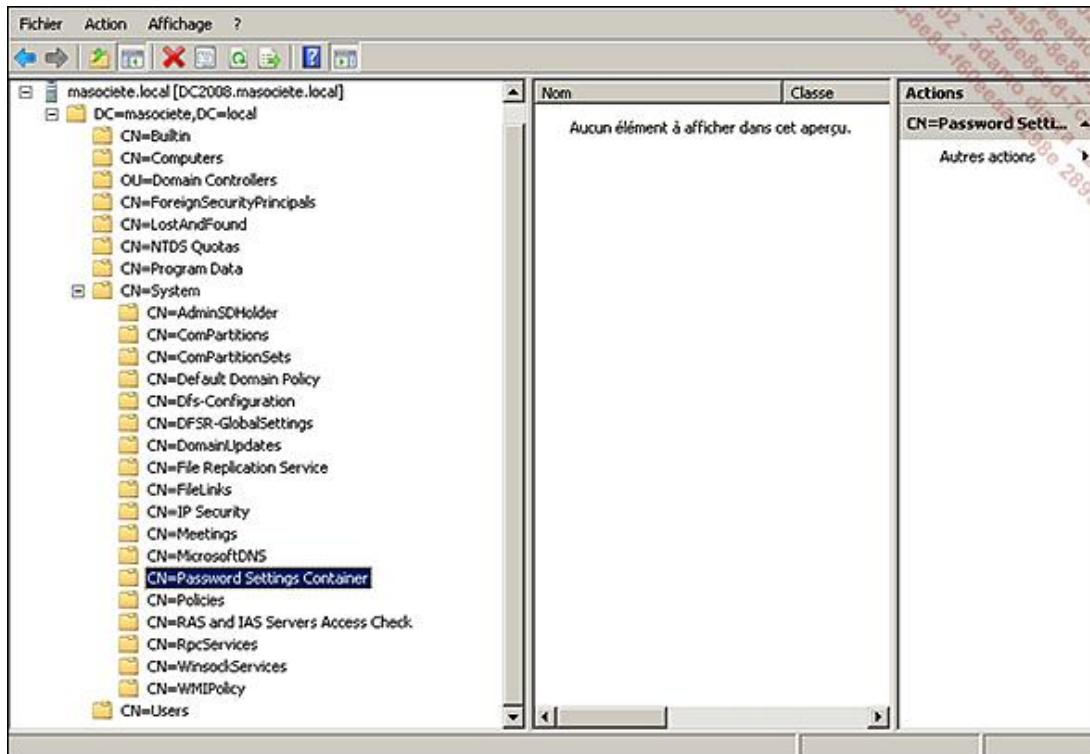 Fichier Action Affichage ?
masociete.local [DC2008.masociete.local]
DC=masociete,DC=local
CN=Builtin
CN=Computers
OU=Domain Controllers
CN=ForeignSecurityPrincipals
CN=LostAndFound
CN=NTDS Quotas
CN=Program Data
CN=System
CN=AdminSDHolder
CN=ComPartitions
CN=ComPartitionSets
CN=Default Domain Policy
CN=Dfs-Configuration
CN=DFSR-GlobalSettings
CN=DomainUpdates
CN=File Replication Service
CN=FileLinks
CN=IP Security
CN=Meetings
CN=MicrosoftDNS
CN=Password Settings Container
CN=Policies
CN=RAS and IAS Servers Access Check
CN=RpcServices
CN=WinsockServices
CN=WMIPolicy
CN=Users
Nom Classe
Aucun élément à afficher dans cet aperçu.
Actions
CN=Password Setti...
Autres actions